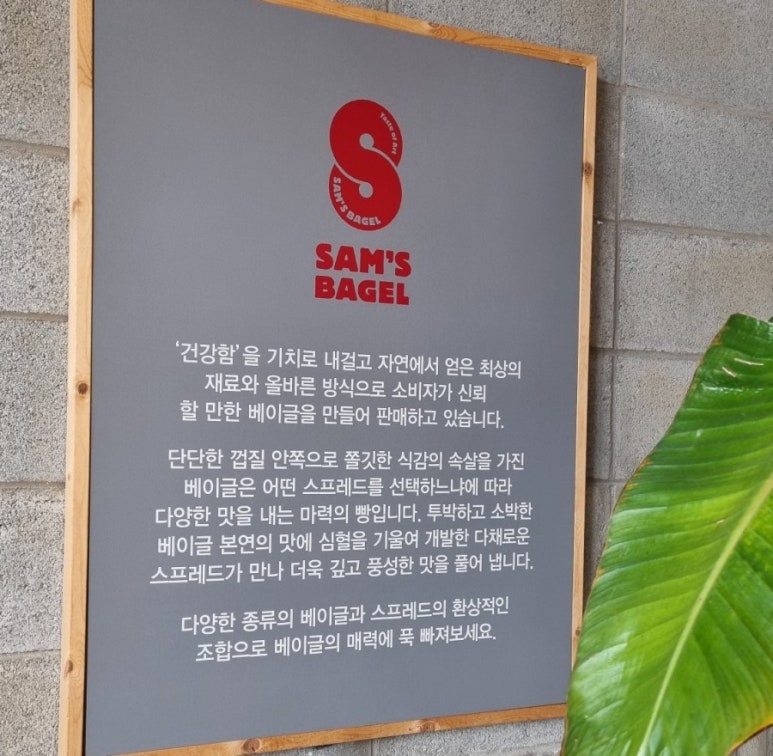 Taste of Art
SAM'S BAGEL
SAM'S
BAGEL
'건강함'을 기치로 내걸고 자연에서 얻은 최상의
재료와 올바른 방식으로 소비자가 신뢰
할 만한 베이글을 만들어 판매하고 있습니다.
단단한 껍질 안쪽으로 쫄깃한 식감의 속살을 가진
베이글은 어떤 스프레드를 선택하느냐에 따라
다양한 맛을 내는 마력의 빵입니다. 투박하고 소박한
베이글 본연의 맛에 심혈을 기울여 개발한 다채로운
스프레드가 만나 더욱 깊고 풍성한 맛을 풀어 냅니다.
다양한 종류의 베이글과 스프레드의 환상적인
조합으로 베이글의 매력에 푹 빠져보세요.